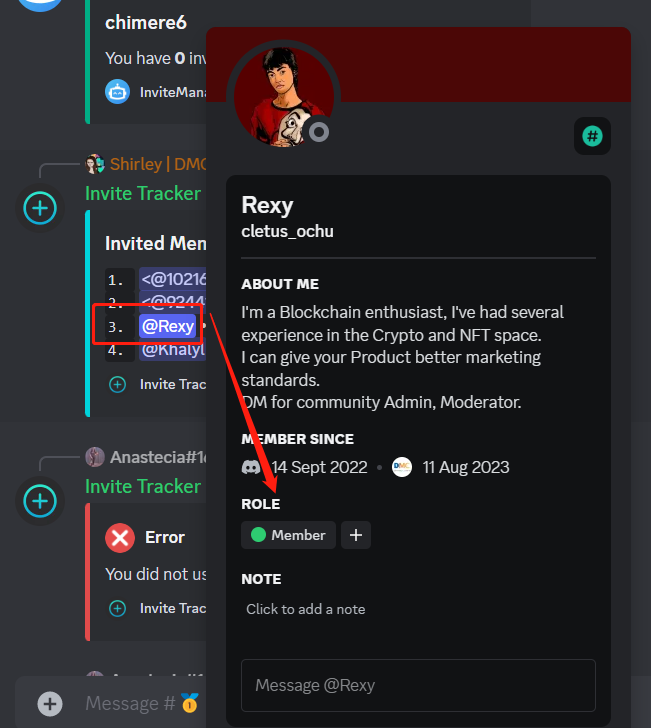 chimere6
You have 0 inv
InviteMana
Shirley | DMC
Invite Tracker
Invited Mem
1. <@10216
2. <@9244
3. @Rexy •
4. @Khalyl
Invite Trac
Anastecia#16
Invite Tracker
Error
You did not us
Invite Trac
Message #🥇
Rexy
cletus_ochu
ABOUT ME
I'm a Blockchain enthusiast, I've had several
experience in the Crypto and NFT space.
I can give your Product better marketing
standards.
DM for community Admin, Moderator.
MEMBER SINCE
14 Sept 2022 • DMC 11 Aug 2023
ROLE
Member +
NOTE
Click to add a note
Message @Rexy